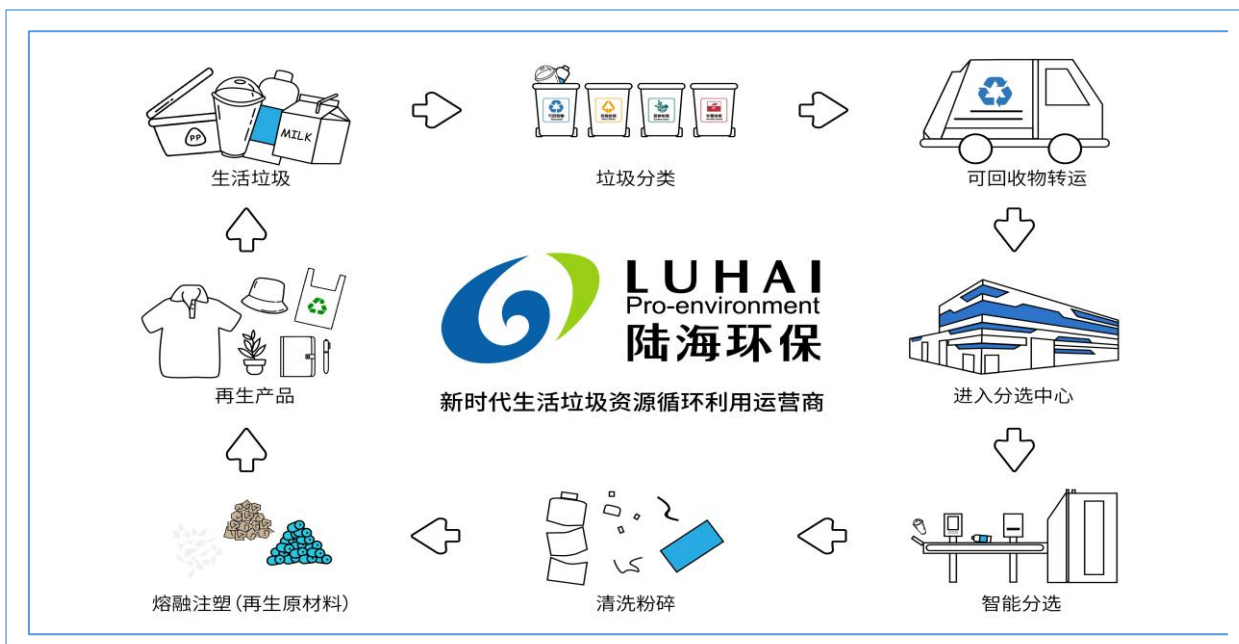 PP
MILK
生活垃圾
垃圾分类
可回收物转运
LUHAI
Pro-environment
陆海环保
新时代生活垃圾资源循环利用运营商
再生产品
进入分选中心
熔融注塑(再生原材料)
清洗粉碎
智能分选